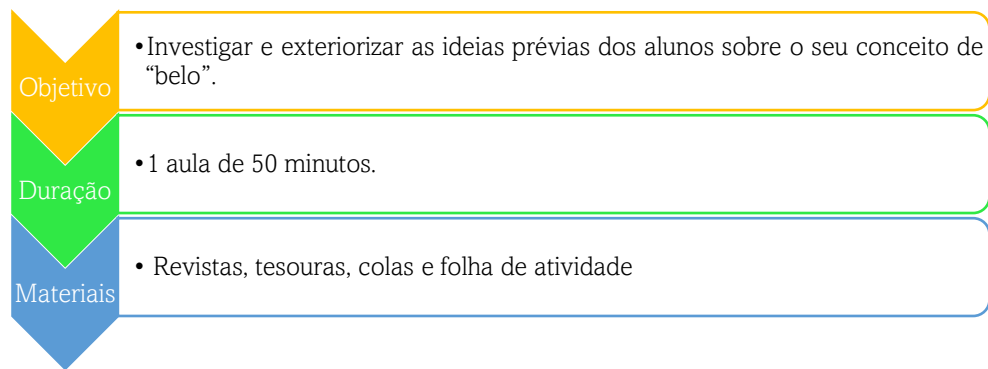 Objetivo
•Investigar e exteriorizar as ideias prévias dos alunos sobre o seu conceito de
“belo”.
Duração
•1 aula de 50 minutos.
Materiais
• Revistas, tesouras, colas e folha de atividade